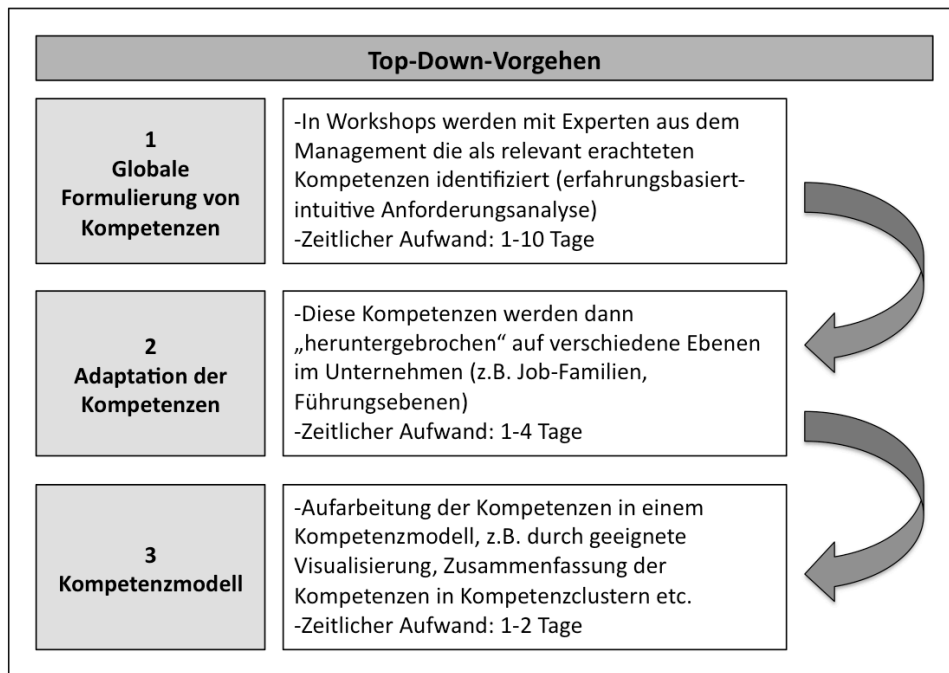 Top-Down-Vorgehen
1
Globale
Formulierung von
Kompetenzen
-In Workshops werden mit Experten aus dem
Management die als relevant erachteten
Kompetenzen identifiziert (erfahrungsbasiert-
intuitive Anforderungsanalyse)
-Zeitlicher Aufwand: 1-10 Tage
2
Adaptation der
Kompetenzen
-Diese Kompetenzen werden dann
„heruntergebrochen“ auf verschiedene Ebenen
im Unternehmen (z.B. Job-Familien,
Führungsebenen)
-Zeitlicher Aufwand: 1-4 Tage
3
Kompetenzmodell
-Aufarbeitung der Kompetenzen in einem
Kompetenzmodell, z.B. durch geeignete
Visualisierung, Zusammenfassung der
Kompetenzen in Kompetenzclustern etc.
-Zeitlicher Aufwand: 1-2 Tage